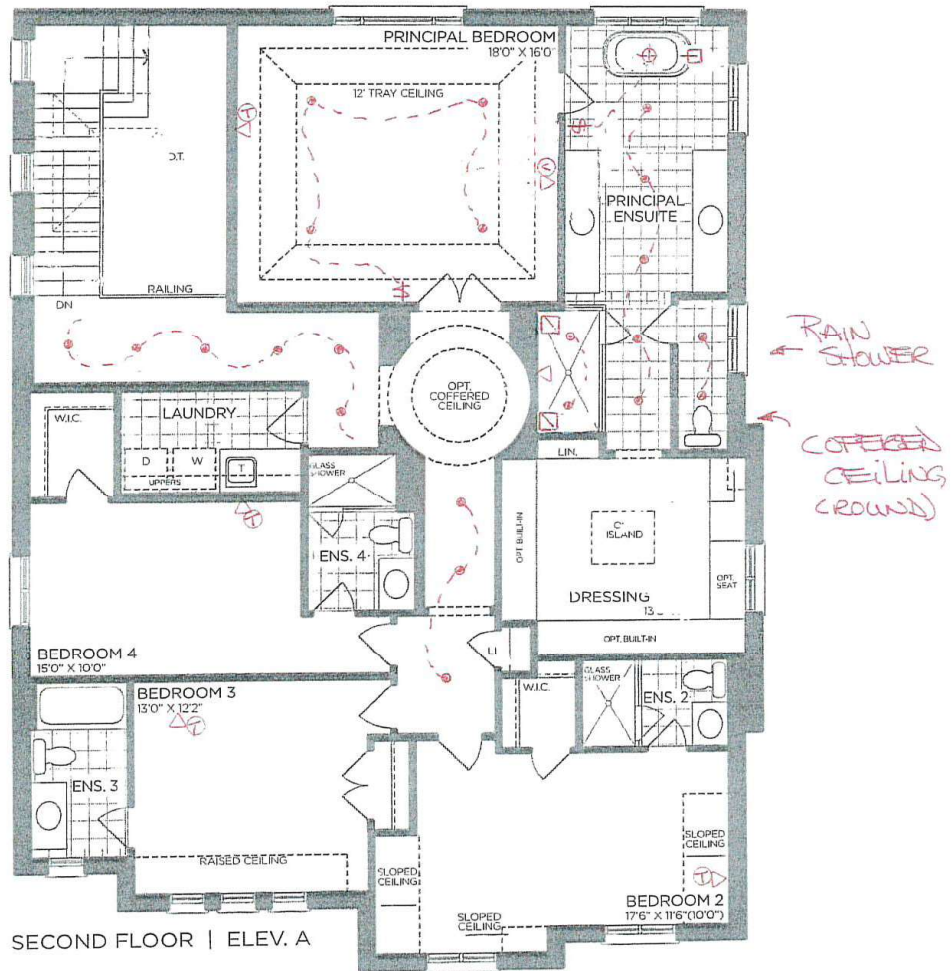 PRINCIPAL BEDROOM
18'0" X 16'0"
12' TRAY CEILING
T
V
PRINCIPAL
ENSUITE
D.T.
RAILING
DN
RAIN
SHOWER
OPT.
COFFERED
CEILING
W.I.C.
LAUNDRY
D
W
T
UPPERS
COFFERED
CEILING
(ROUND)
LIN.
GLASS
SHOWER
T
ENS. 4
OPT. BUILT-IN
ISLAND
OPT.
SEAT
DRESSING
OPT. BUILT-IN
BEDROOM 4
15'0" X 10'0"
BEDROOM 3
13'0" X 12'2"
T
W.I.C.
GLASS
SHOWER
ENS. 2
ENS. 3
RAISED CEILING
SLOPED
CEILING
SLOPED
CEILING
T
SLOPED
CEILING
BEDROOM 2
17'6" X 11'6"(10'0")
SECOND FLOOR | ELEV. A